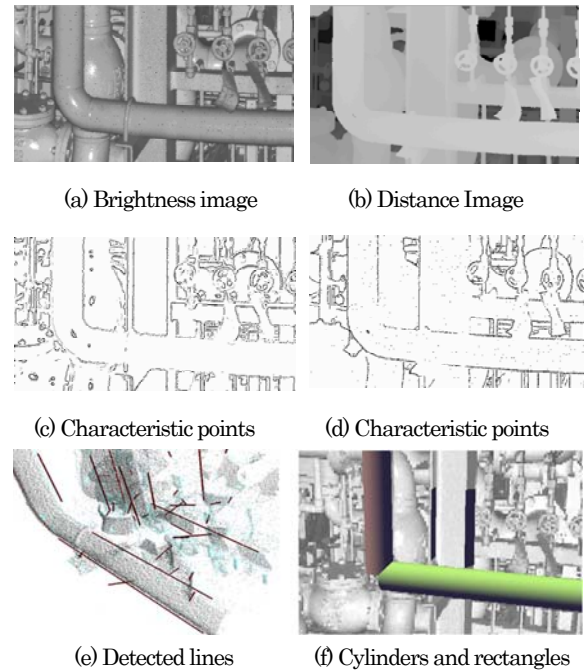 (a) Brightness image
(b) Distance Image
(c) Characteristic points
(d) Characteristic points
(e) Detected lines
(f) Cylinders and rectangles